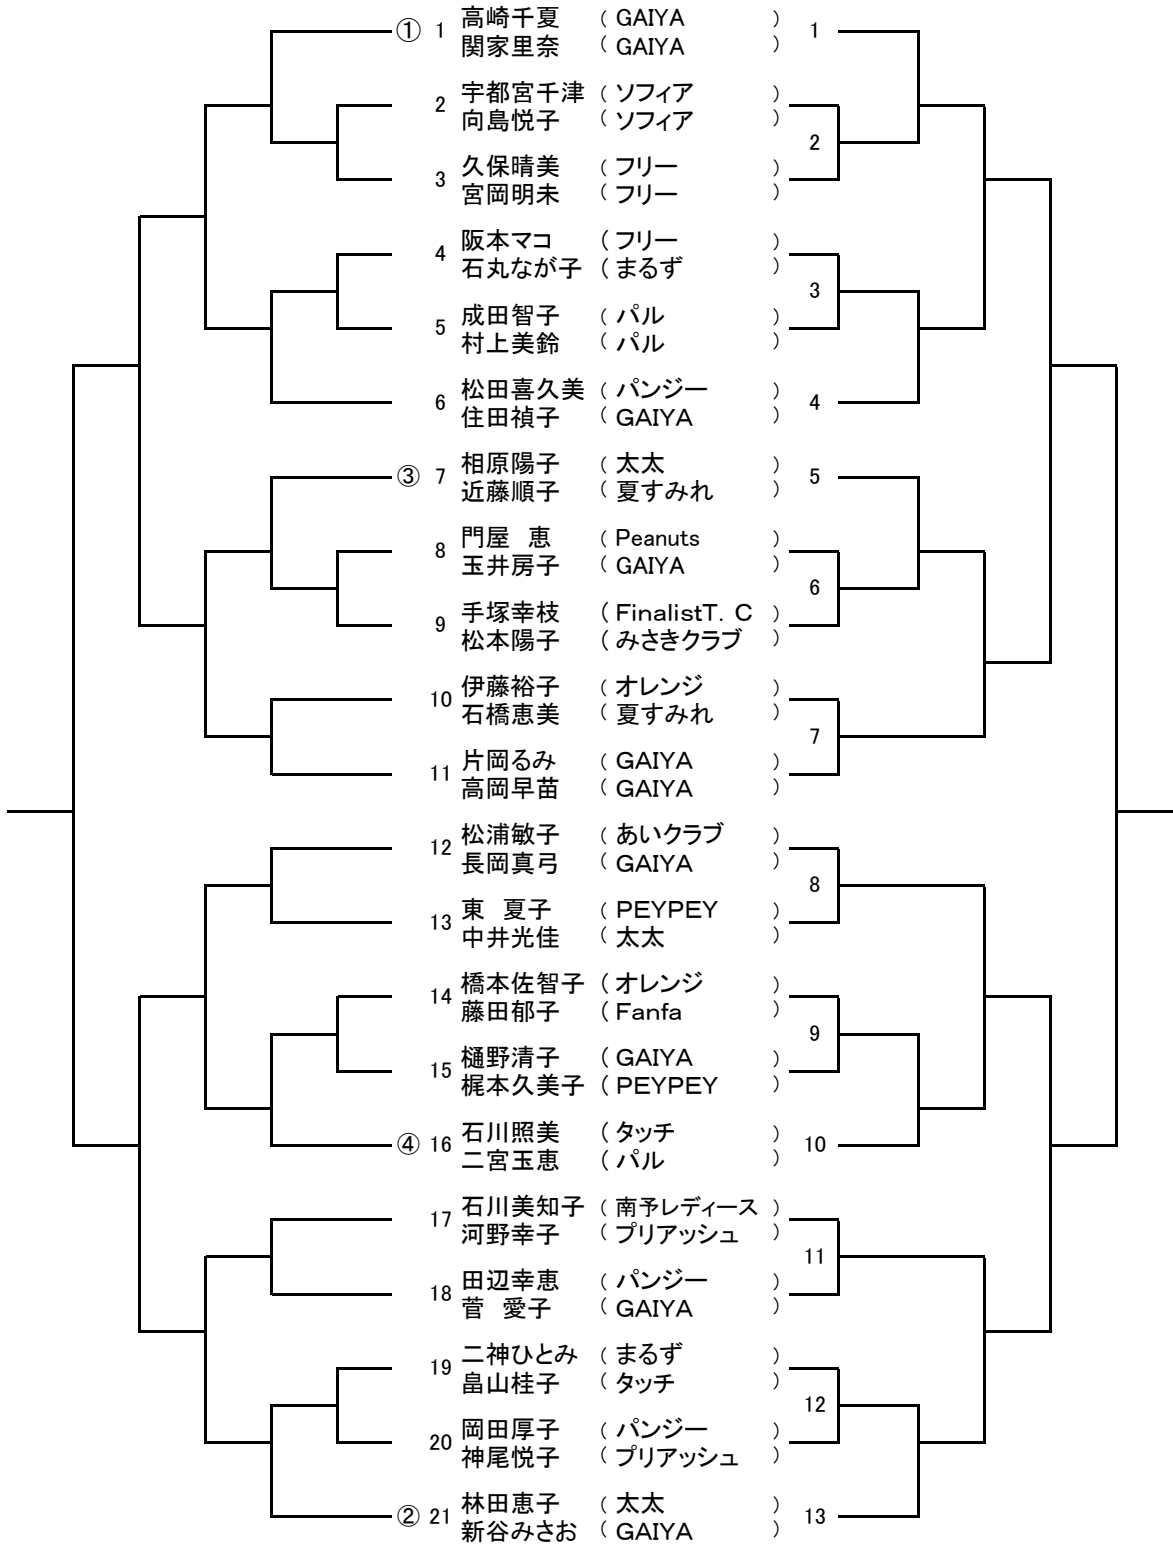 ① 1 高崎千夏 ( GAIYA ) 1
関家里奈 ( GAIYA )
2 宇都宮千津 ( ソフィア )
向島悦子 ( ソフィア )
2
3 久保晴美 ( フリー )
宮岡明未 ( フリー )
4 阪本マコ ( フリー )
石丸なが子 ( まるず )
3
5 成田智子 ( パル )
村上美鈴 ( パル )
6 松田喜久美 ( パンジー ) 4
住田禎子 ( GAIYA )
③ 7 相原陽子 ( 太太 ) 5
近藤順子 ( 夏すみれ )
8 門屋　恵 ( Peanuts )
玉井房子 ( GAIYA )
6
9 手塚幸枝 ( FinalistT. C )
松本陽子 ( みさきクラブ )
10 伊藤裕子 ( オレンジ )
石橋恵美 ( 夏すみれ )
7
11 片岡るみ ( GAIYA )
高岡早苗 ( GAIYA )
12 松浦敏子 ( あいクラブ )
長岡真弓 ( GAIYA )
8
13 東　夏子 ( PEYPEY )
中井光佳 ( 太太 )
14 橋本佐智子 ( オレンジ )
藤田郁子 ( Fanfa )
9
15 樋野清子 ( GAIYA )
梶本久美子 ( PEYPEY )
④ 16 石川照美 ( タッチ ) 10
二宮玉恵 ( パル )
17 石川美知子 ( 南予レディース )
河野幸子 ( プリアッシュ )
11
18 田辺幸恵 ( パンジー )
菅　愛子 ( GAIYA )
19 二神ひとみ ( まるず )
畠山桂子 ( タッチ )
12
20 岡田厚子 ( パンジー )
神尾悦子 ( プリアッシュ )
② 21 林田恵子 ( 太太 ) 13
新谷みさお ( GAIYA )